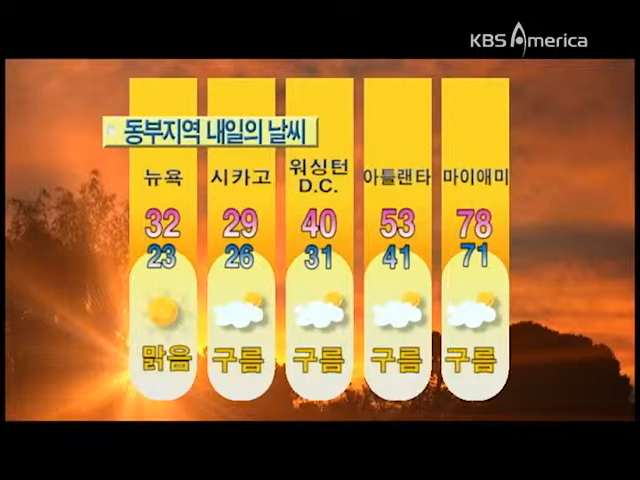 KBS America
동부지역 내일의 날씨
뉴욕 시카고 워싱턴 D.C. 아틀랜타 마이애미
32 29 40 53 78
23 26 31 41 71
맑음 구름 구름 구름 구름